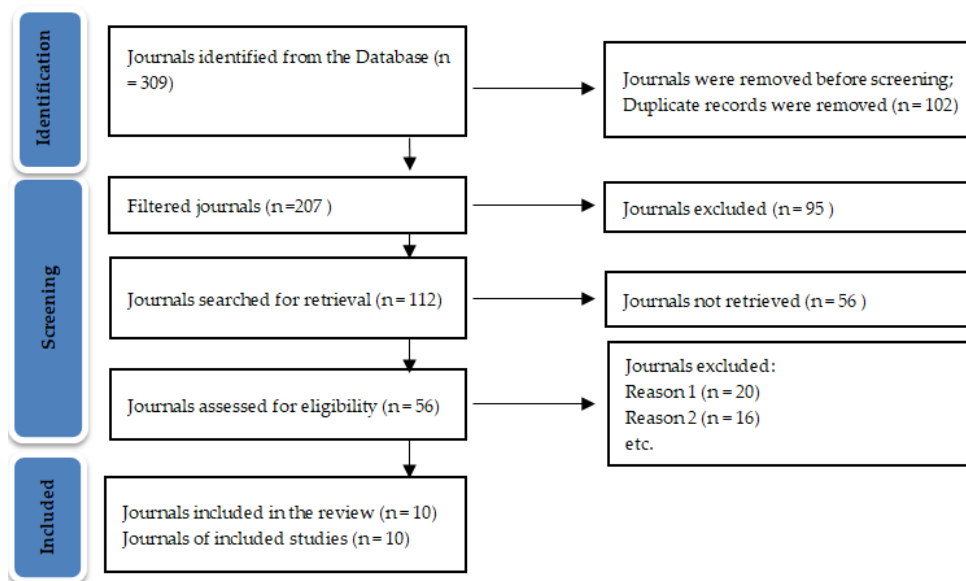 Identification
Journals identified from the Database (n
= 309)
Journals were removed before screening;
Duplicate records were removed (n = 102)
Screening
Filtered journals (n =207 )
Journals excluded (n = 95 )
Journals searched for retrieval (n = 112)
Journals not retrieved (n = 56 )
Journals assessed for eligibility (n = 56)
Journals excluded:
Reason 1 (n = 20)
Reason 2 (n = 16)
etc.
Included
Journals included in the review (n = 10)
Journals of included studies (n = 10)